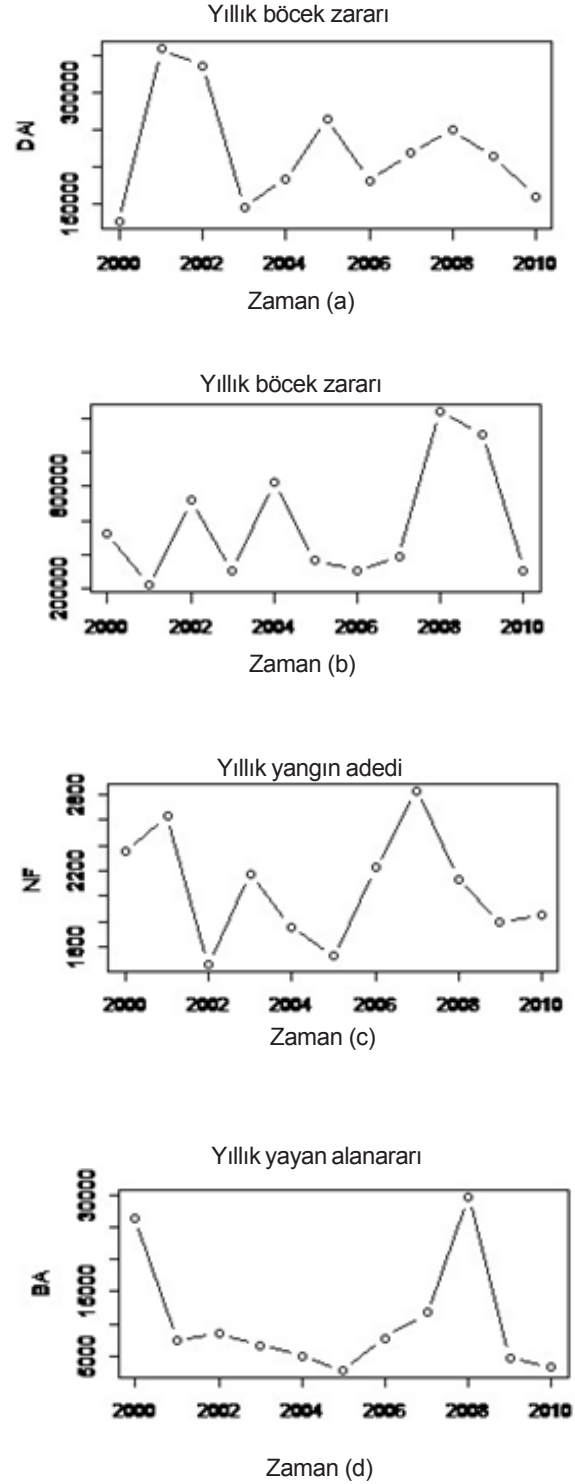 Yıllık böcek zararı
DAI
300000
150000
2000 2002 2004 2006 2008 2010
Zaman (a)
Yıllık böcek zararı
600000
200000
2000 2002 2004 2006 2008 2010
Zaman (b)
Yıllık yangın adedi
NF
2800
2200
1600
2000 2002 2004 2006 2008 2010
Zaman (c)
Yıllık yayan alanararı
BA
30000
15000
5000
2000 2002 2004 2006 2008 2010
Zaman (d)